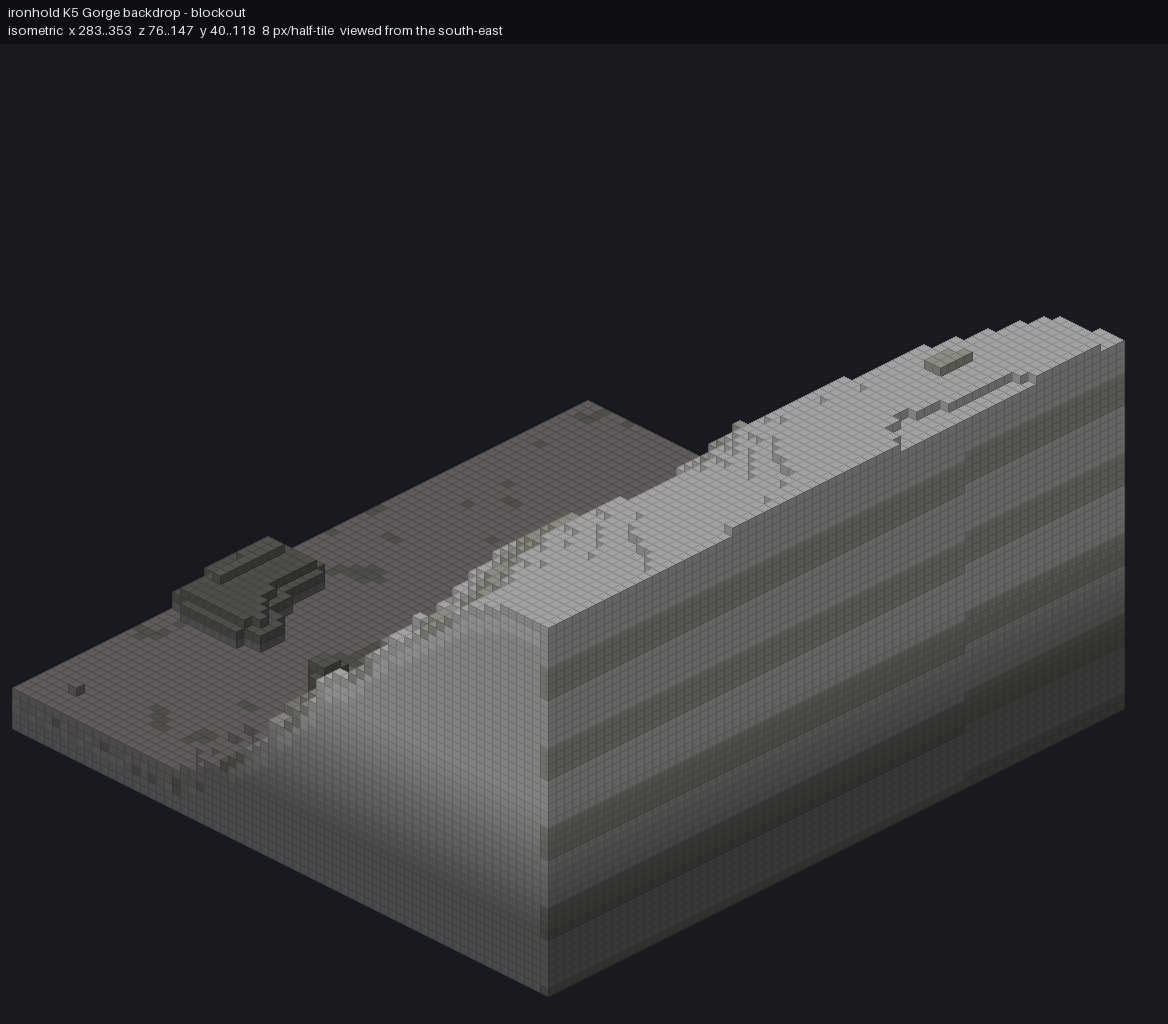 ironhold K5 Gorge backdrop - blockout
isometric  x 283..353  z 76..147  y 40..118  8 px/half-tile  viewed from the south-east